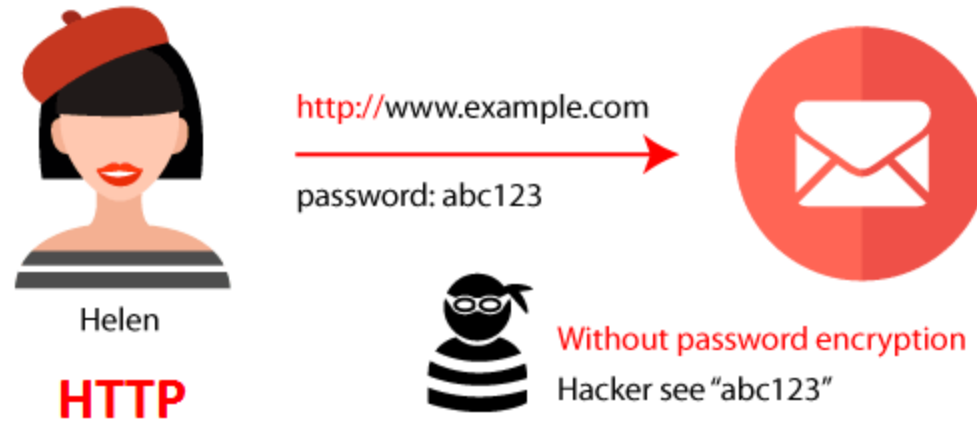 http://www.example.com
password: abc123
Helen
HTTP
Without password encryption
Hacker see “abc123”